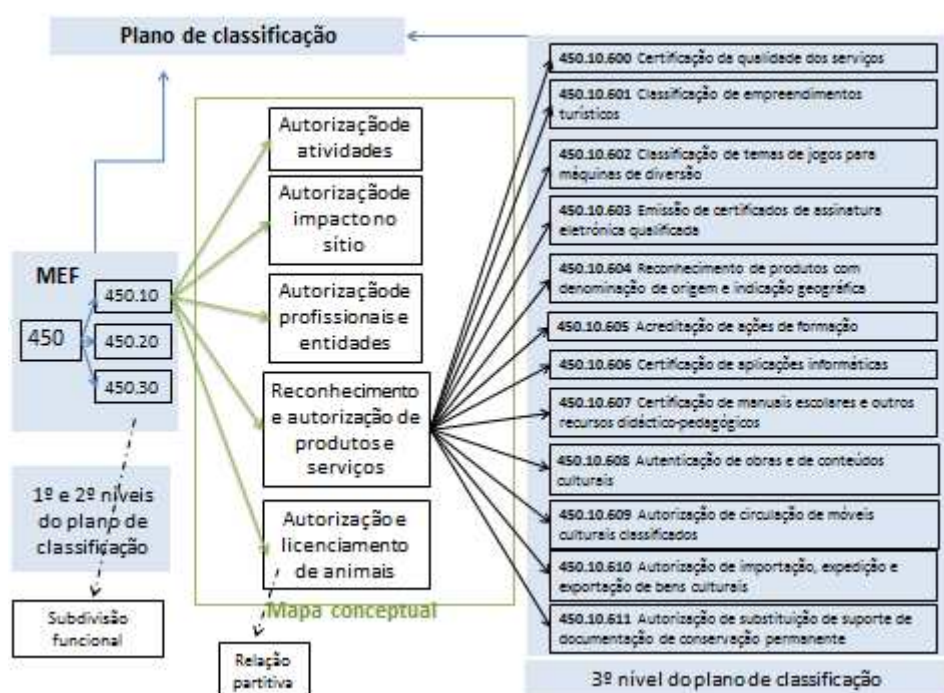 Plano de classificação
MEF
450
450.10
450.20
450.30
1º e 2º níveis
do plano de
classificação
Subdivisão
funcional
Autorizaçãode
atividades
Autorizaçãode
impacto no
sítio
Autorizaçãode
profissionais e
entidades
Reconhecimento
e autorização de
produtos e
serviços
Autorização e
licenciamento
de animais
Mapa conceptual
Relação
partitiva
450.10.600 Certificação da qualidade dos serviços
450.10.601 Classificação de empreendimentos
turísticos
450.10.602 Classificação de temas de jogos para
máquinas de diversão
450.10.603 Emissão de certificados de assinatura
eletrónica qualificada
450.10.604 Reconhecimento de produtos com
denominação de origem e indicação geográfica
450.10.605 Acreditação de ações de formação
450.10.606 Certificação de aplicações informáticas
450.10.607 Certificação de manuais escolares e outros
recursos didáctico-pedagógicos
450.10.608 Autenticação de obras e de conteúdos
culturais
450.10.609 Autorização de circulação de móveis
culturais classificados
450.10.610 Autorização de importação, expedição e
exportação de bens culturais
450.10.611 Autorização de substituição de suporte de
documentação de conservação permanente
3º nível do plano de classificação